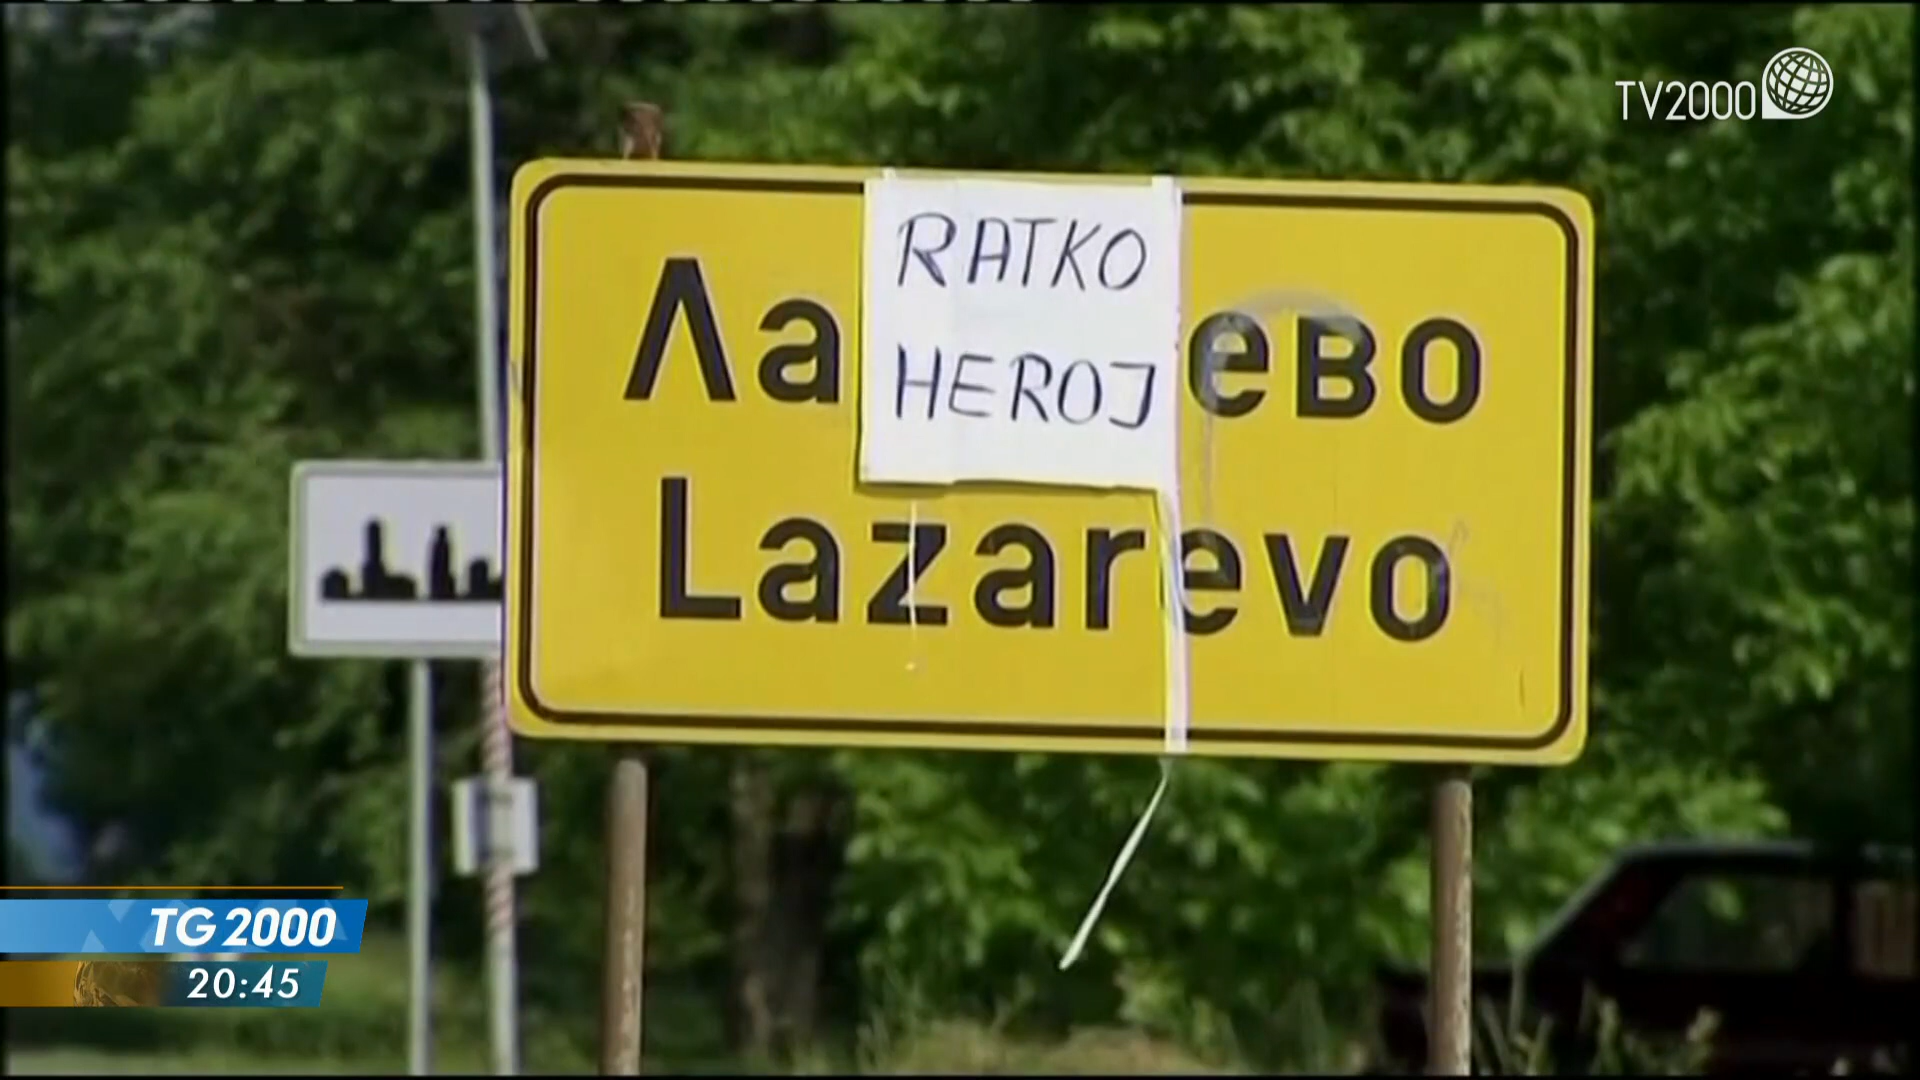 TV2000
RATKO
HEROJ
Ла ево
Lazarevo
TG 2000
20:45